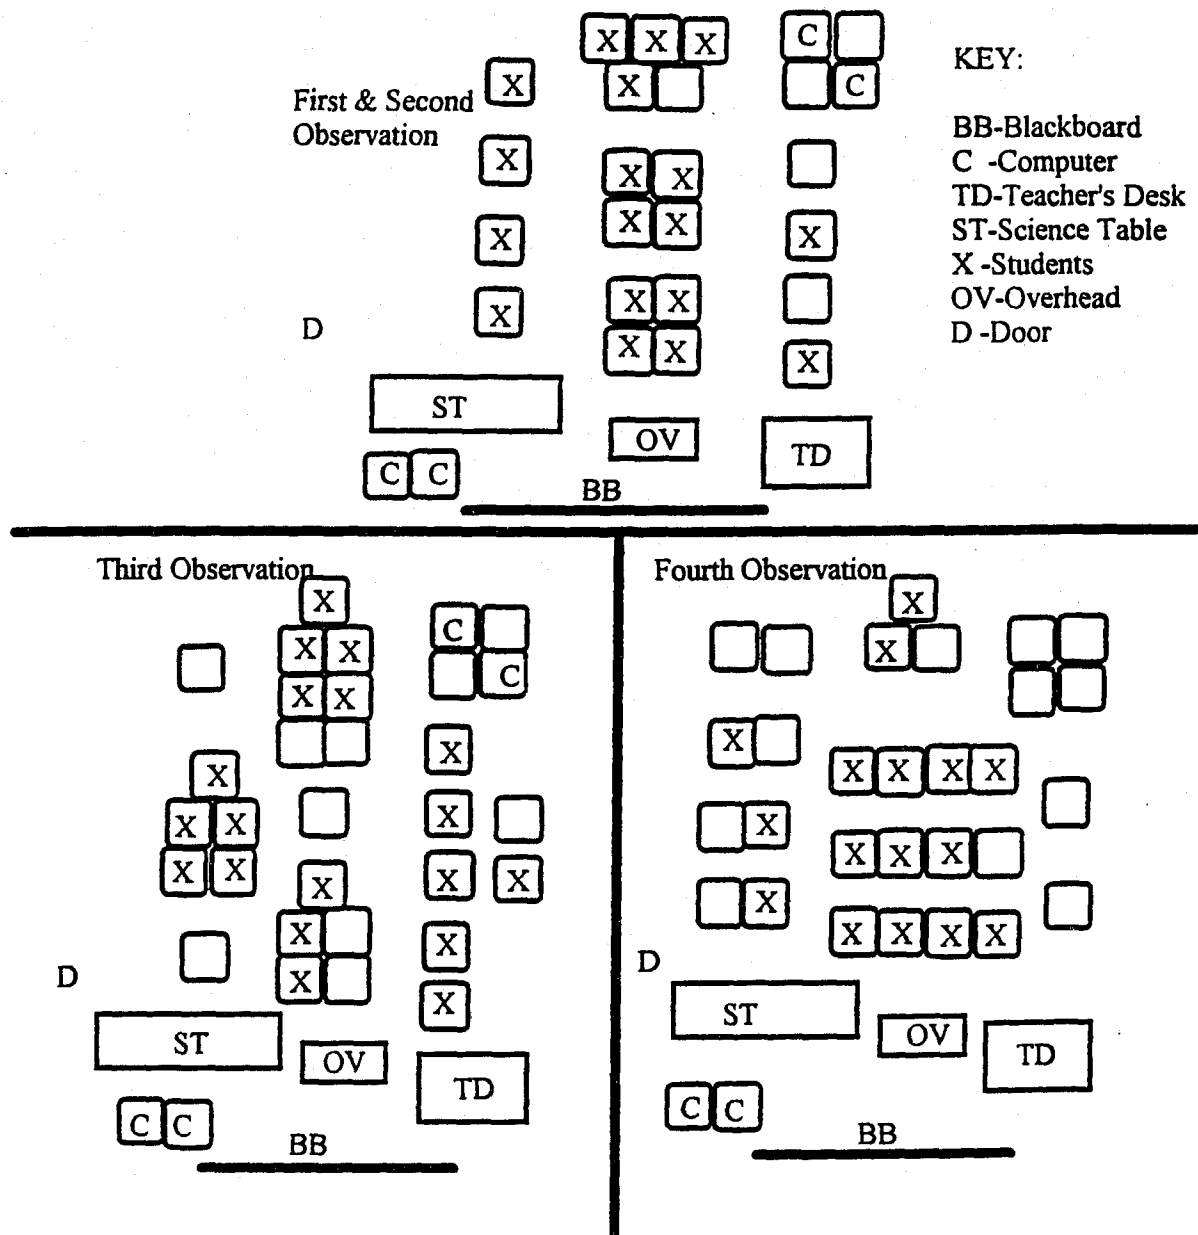 X X X C
X First & Second X C
Observation
X X X
X X
X X
X X X
X X X
D
X
ST
OV
TD
C C
BB
KEY:
BB-Blackboard
C -Computer
TD-Teacher's Desk
ST-Science Table
X -Students
OV-Overhead
D -Door
Third Observation
X
C
X X
C
X X
X
X
X X
X
X X
X
X X
X
X
X
X
D
X
ST
OV
TD
C C
BB
Fourth Observation
X
X
X
X X X X
X
X X X
X
X X X X
D
ST
OV
TD
C C
BB